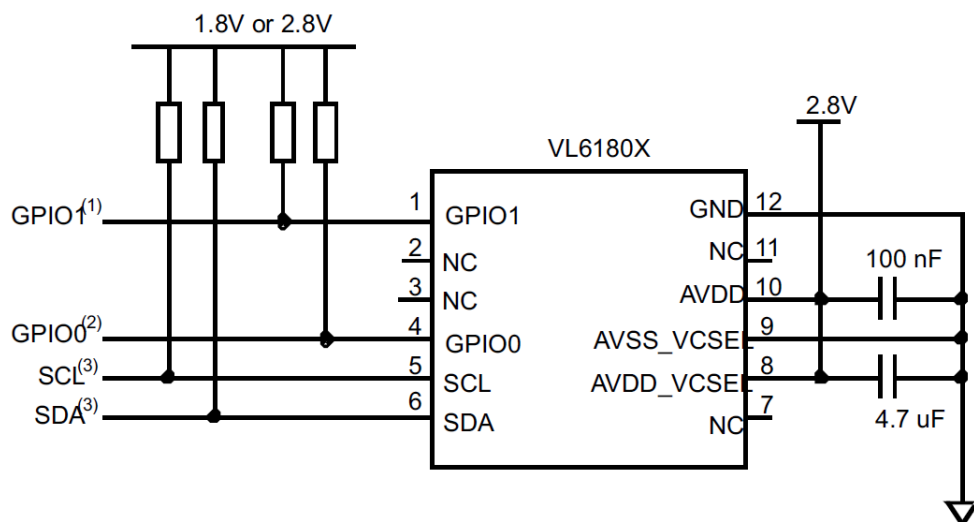 1.8V or 2.8V
2.8V
VL6180X
GPIO1(1)
1
GPIO1
GND
12
2
NC
NC
11
100 nF
3
NC
AVDD
10
GPIO0(2)
4
GPIO0
AVSS_VCSEL
9
SCL(3)
5
SCL
AVDD_VCSEL
8
SDA(3)
6
SDA
NC
7
4.7 uF